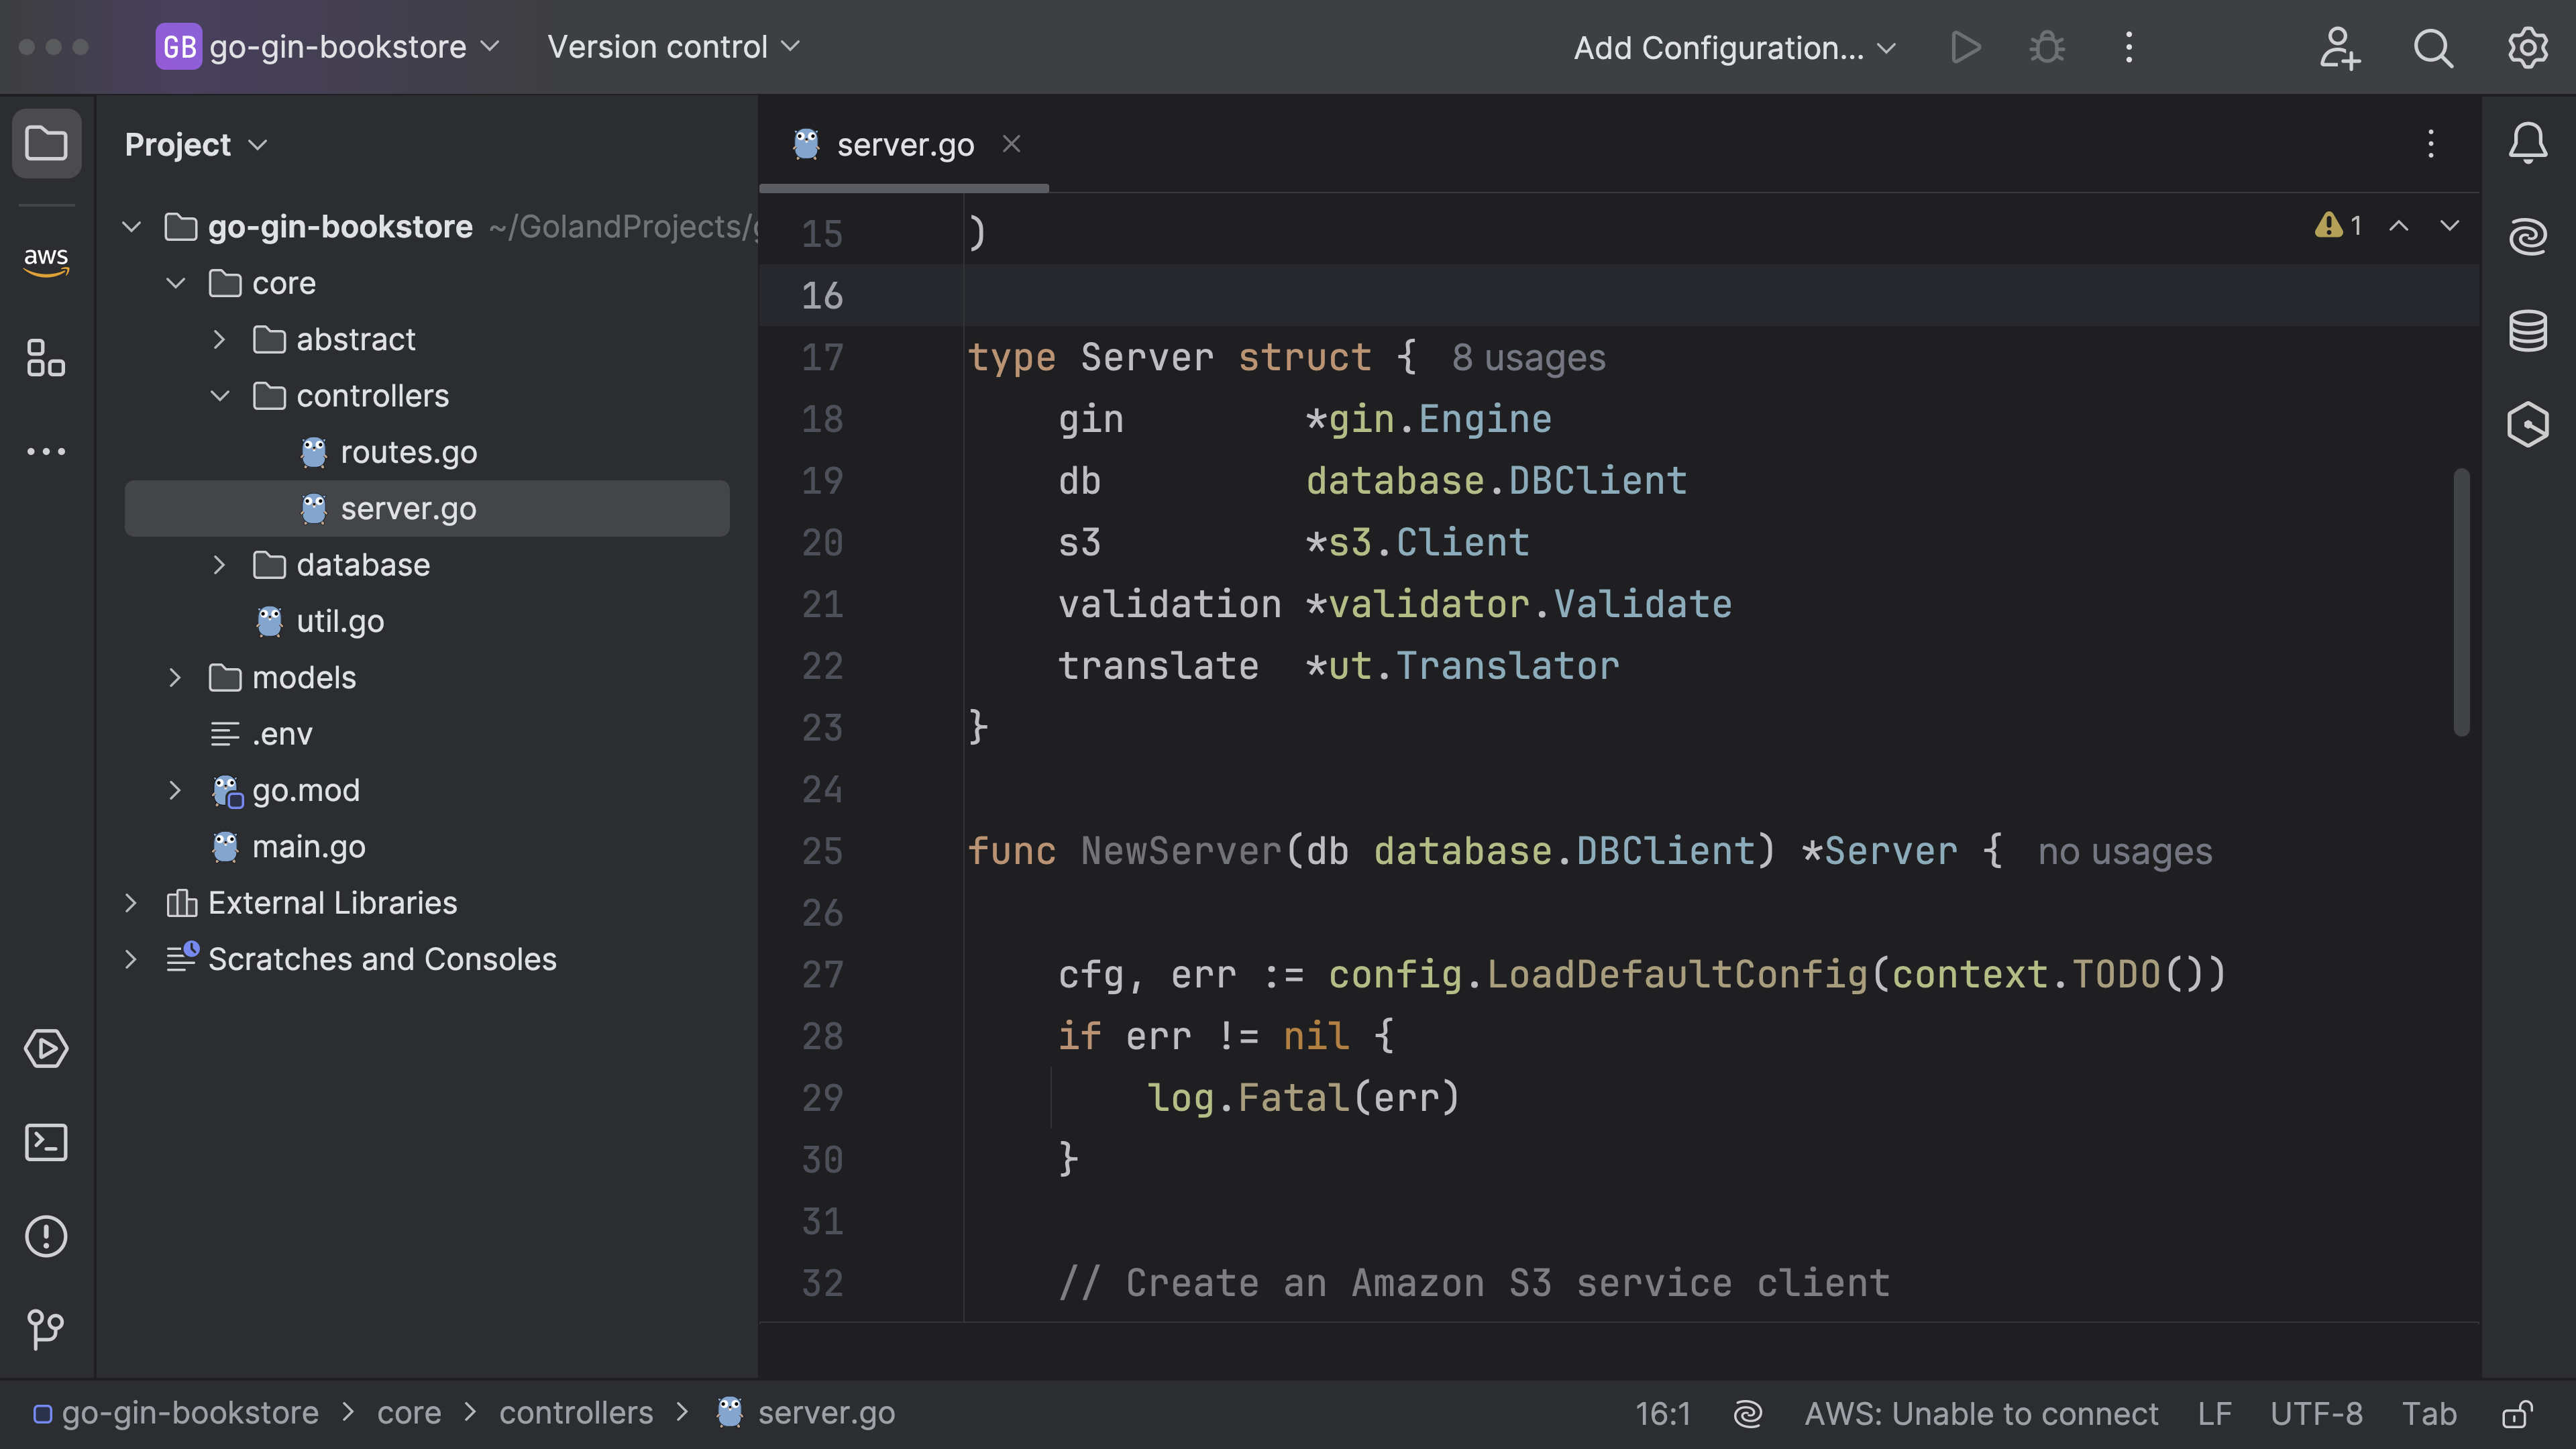 GB go-gin-bookstore Version control Add Configuration...
Project
server.go
go-gin-bookstore ~/GolandProjects/
aws
core
abstract
controllers
routes.go
server.go
database
util.go
models
.env
go.mod
main.go
External Libraries
Scratches and Consoles
1
15 )
16
17 type Server struct { 8 usages
18 gin *gin.Engine
19 db database.DBClient
20 s3 *s3.Client
21 validation *validator.Validate
22 translate *ut.Translator
23 }
24
25 func NewServer(db database.DBClient) *Server { no usages
26
27 cfg, err := config.LoadDefaultConfig(context.TODO())
28 if err != nil {
29 log.Fatal(err)
30 }
31
32 // Create an Amazon S3 service client
go-gin-bookstore > core > controllers > server.go 16:1 AWS: Unable to connect LF UTF-8 Tab